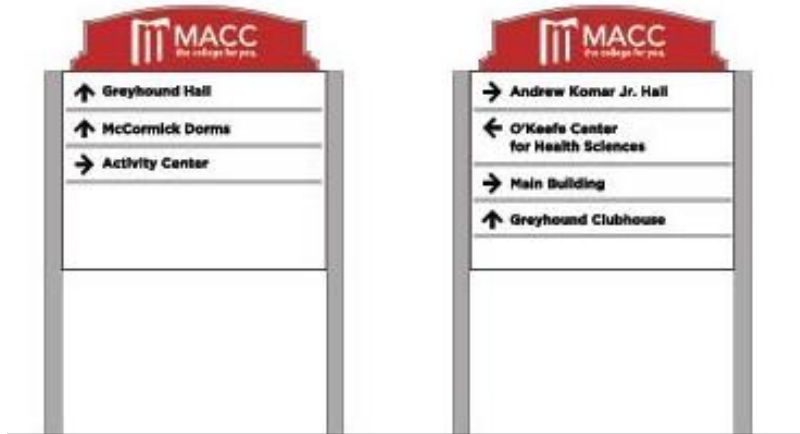 MACC
the college for you.
↑ Greyhound Hall
↑ McCormick Dorms
→ Activity Center
MACC
the college for you.
→ Andrew Komar Jr. Hall
← O'Keefe Center
for Health Sciences
→ Main Building
↑ Greyhound Clubhouse